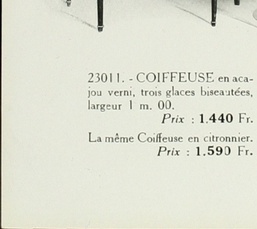 23011. - COIFFEUSE en aca-
jou verni, trois glaces biseautées,
largeur 1 m. 00.
Prix : 1.440 Fr.
La même Coiffeuse en citronnier.
Prix : 1.590 Fr.